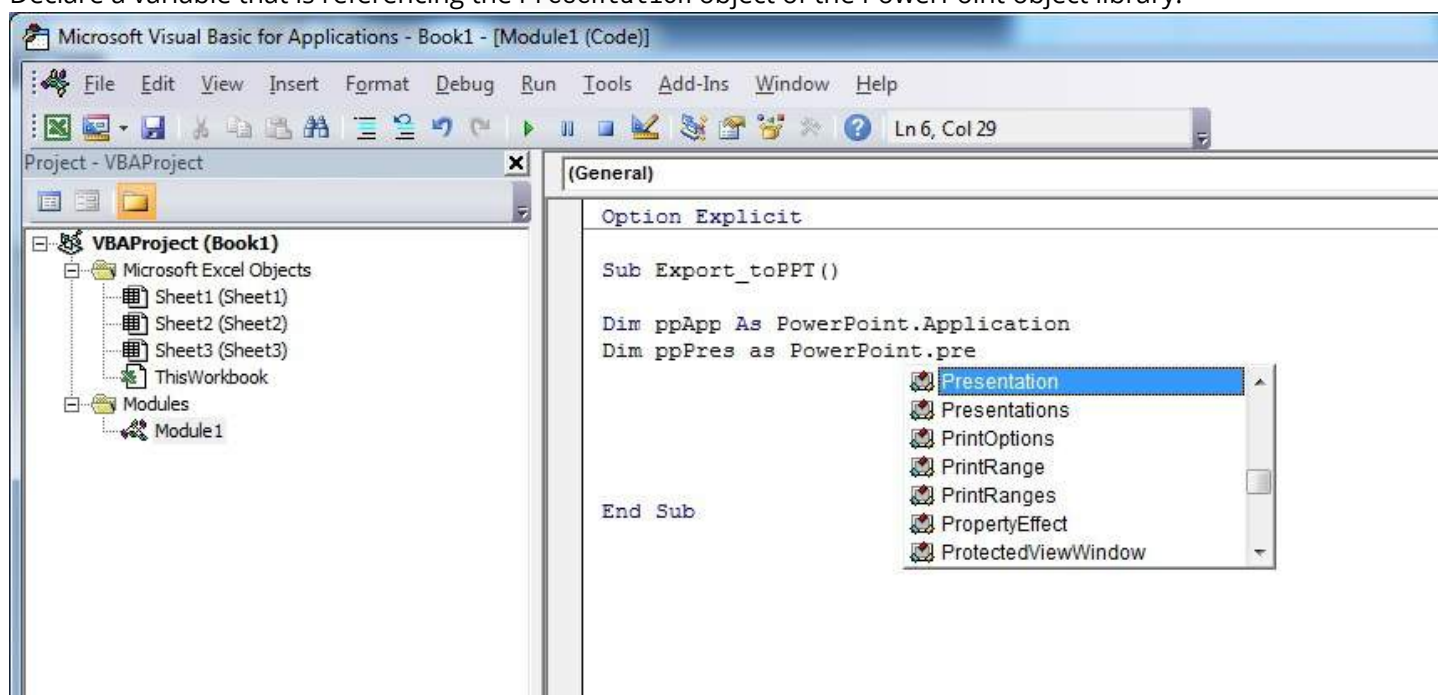 Declare a variable that is referencing the Presentation object of the PowerPoint object library.
Microsoft Visual Basic for Applications - Book1 - [Module1 (Code)]
File Edit View Insert Format Debug Run Tools Add-Ins Window Help
Ln 6, Col 29
Project - VBAProject
(General)
VBAProject (Book1)
Microsoft Excel Objects
Sheet1 (Sheet1)
Sheet2 (Sheet2)
Sheet3 (Sheet3)
ThisWorkbook
Modules
Module1
Option Explicit
Sub Export_toPPT()
Dim ppApp As PowerPoint.Application
Dim ppPres as PowerPoint.pre
Presentation
Presentations
PrintOptions
PrintRange
PrintRanges
PropertyEffect
ProtectedViewWindow
End Sub